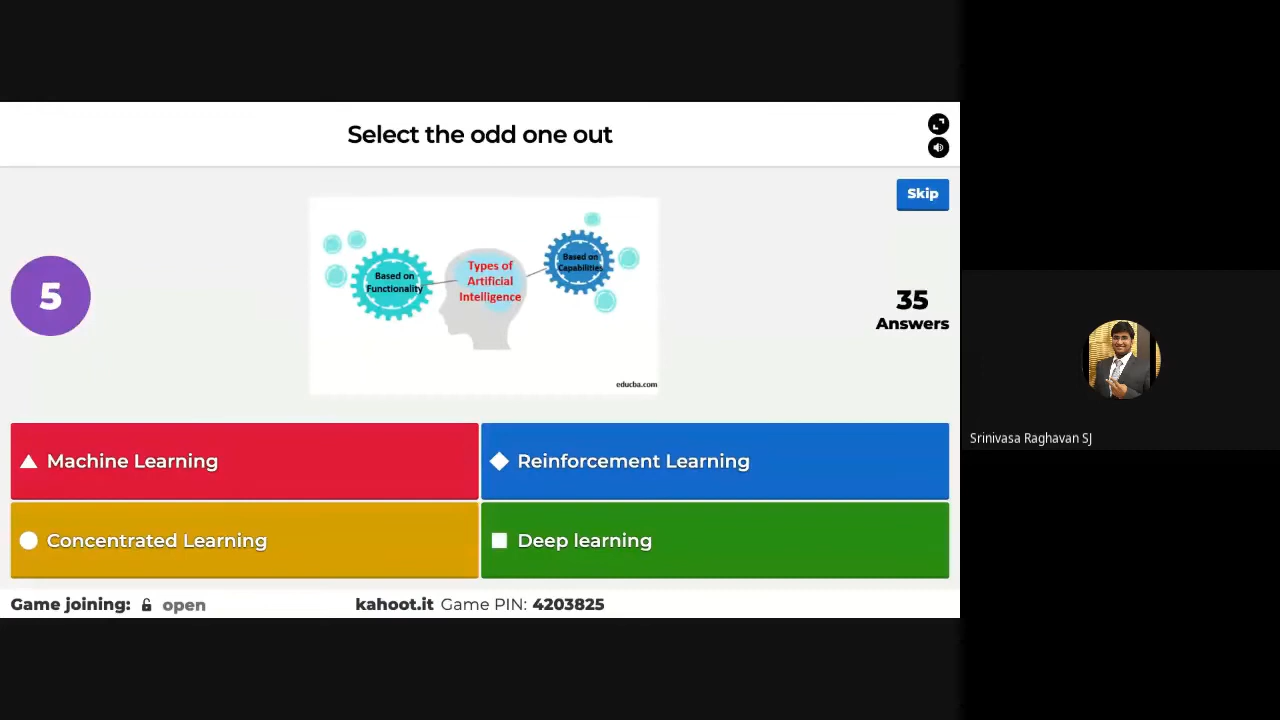 Select the odd one out
Skip
5
Based on
Functionality
Types of
Artificial
Intelligence
Based on
Capabilities
35
Answers
educba.com
Machine Learning
Reinforcement Learning
Concentrated Learning
Deep learning
Game joining: open
kahoot.it Game PIN: 4203825
Srinivasa Raghavan SJ